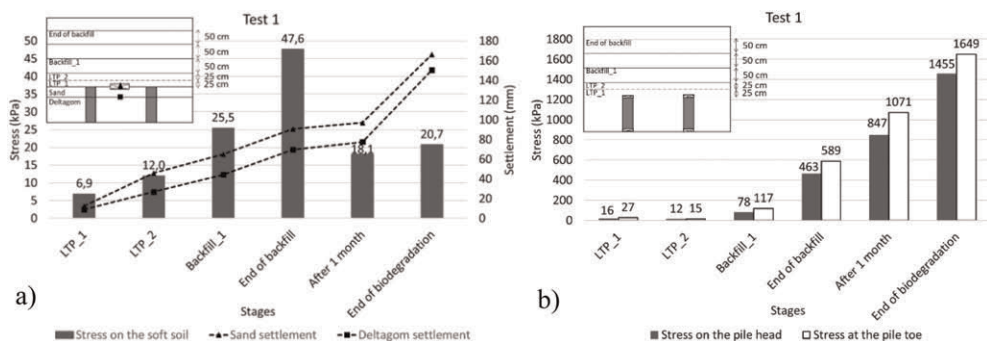 Test 1
End of backfill
Backfill_1
LTP_2
LTP_1
Sand
Deltagom
50 cm
50 cm
50 cm
25 cm
25 cm
Stress (kPa)
50
45
40
35
30
25
20
15
10
5
0
6,9
12,0
25,5
47,6
18,1
20,7
180
160
140
120
100
80
60
40
20
0
Settlement (mm)
LTP_1
LTP_2
Backfill_1
End of backfill
After 1 month
End of biodegradation
a)
Stages
Stress on the soft soil
Sand settlement
Deltagom settlement
Test 1
End of backfill
Backfill_1
LTP_2
LTP_1
50 cm
50 cm
50 cm
25 cm
25 cm
Stress (kPa)
1800
1600
1400
1200
1000
800
600
400
200
0
16
27
12
15
78
117
463
589
847
1071
1455
1649
LTP_1
LTP_2
Backfill_1
End of backfill
After 1 month
End of biodegradation
b)
Stages
Stress on the pile head
Stress at the pile toe